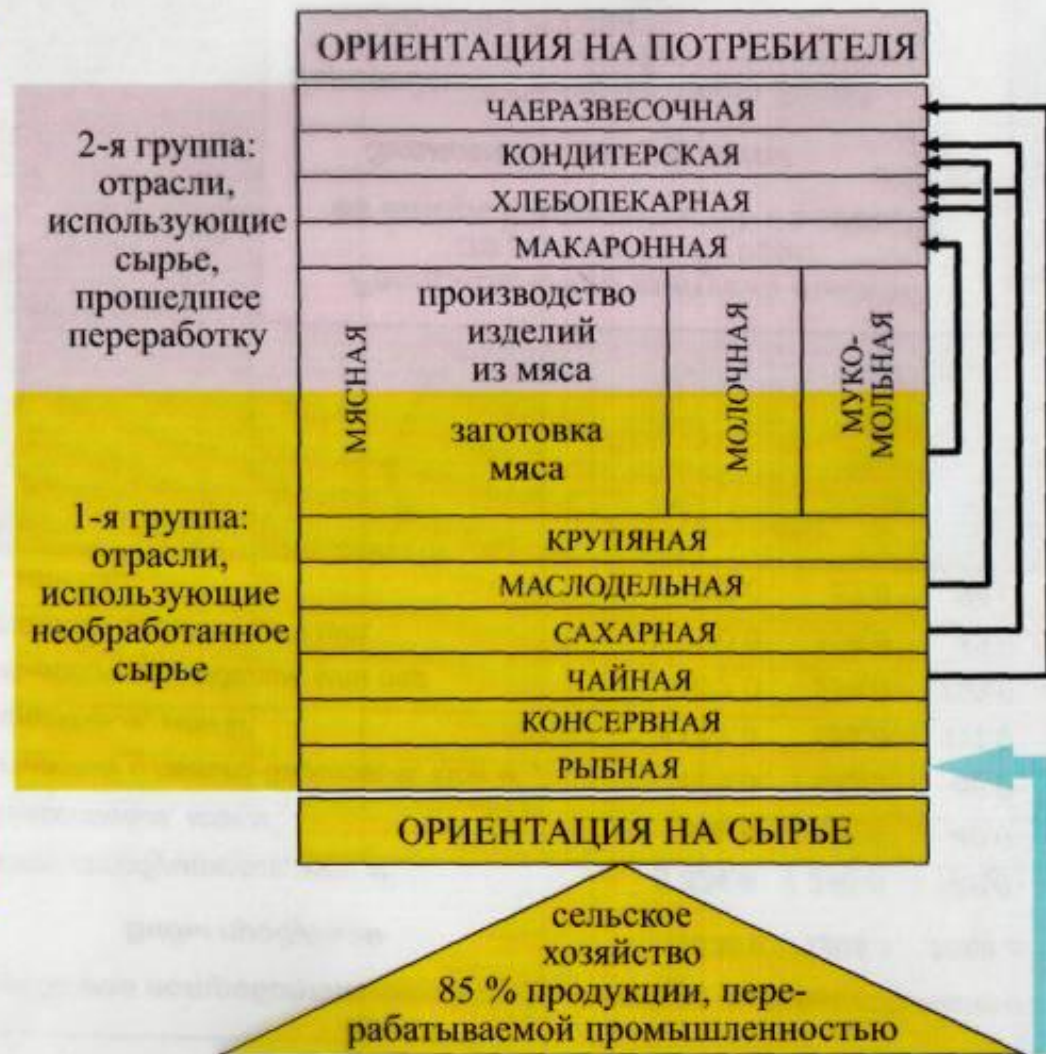 ОРИЕНТАЦИЯ НА ПОТРЕБИТЕЛЯ
2-я группа:
отрасли,
использующие
сырье,
прошедшее
переработку
ЧАЕРАЗВЕСОЧНАЯ
КОНДИТЕРСКАЯ
ХЛЕБОПЕКАРНАЯ
МАКАРОННАЯ
МЯСНАЯ
производство
изделий
из мяса
заготовка
мяса
МОЛОЧНАЯ
МУКО-
МОЛЬНАЯ
1-я группа:
отрасли,
использующие
необработанное
сырье
КРУПЯНАЯ
МАСЛОДЕЛЬНАЯ
САХАРНАЯ
ЧАЙНАЯ
КОНСЕРВНАЯ
РЫБНАЯ
ОРИЕНТАЦИЯ НА СЫРЬЕ
сельское
хозяйство
85 % продукции, пере-
рабатываемой промышленностью